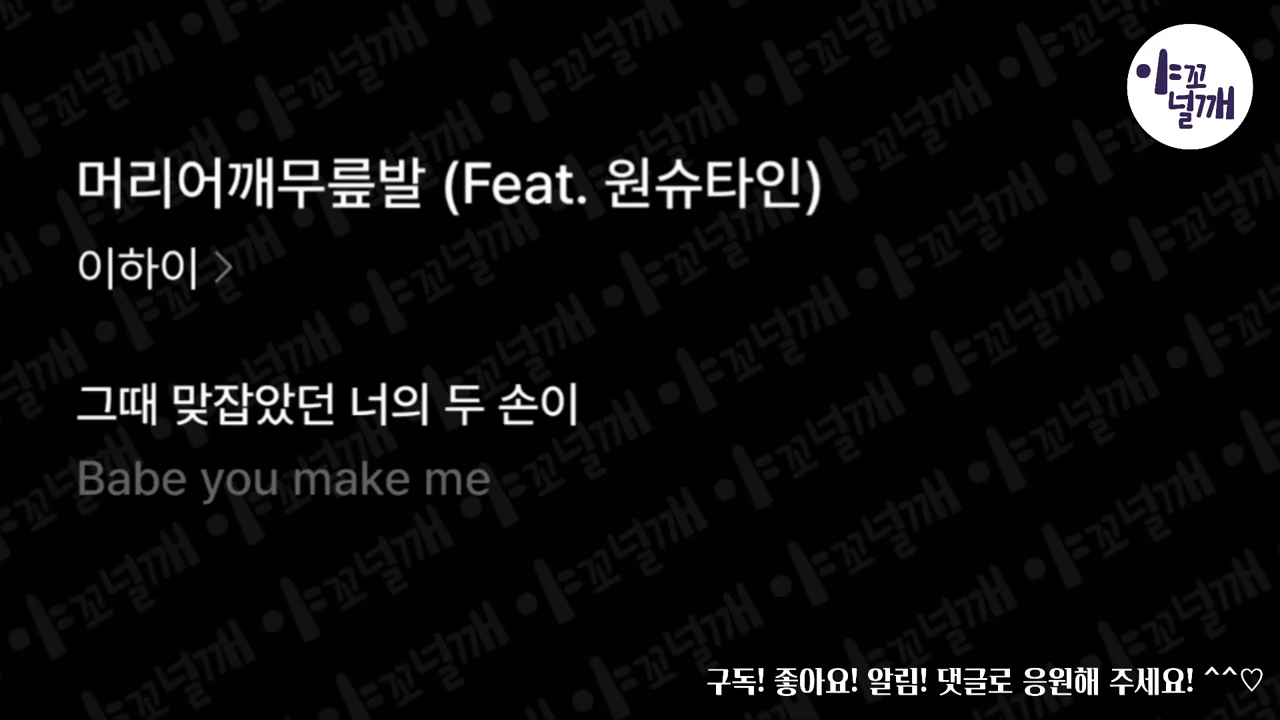 야꼬
널깨
머리어깨무릎발 (Feat. 원슈타인)
이하이 >
그때 맞잡았던 너의 두 손이
Babe you make me
구독! 좋아요! 알림! 댓글로 응원해 주세요! ^^♡